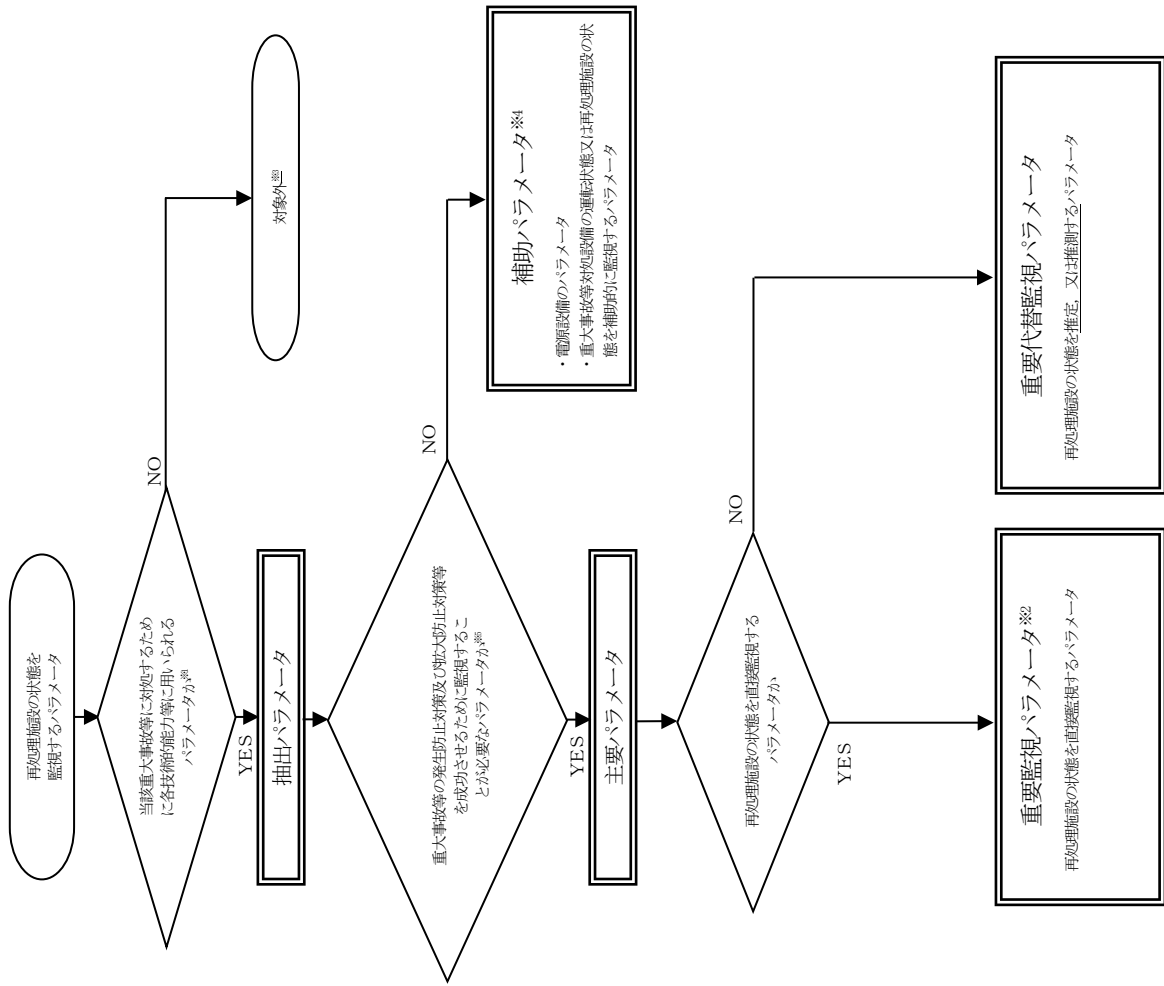 再処理施設の状態を
監視するパラメータ
当該重大事故等に対処するため
に各技術的能力等に用いられる
パラメータか
NO
対象外※3
YES
抽出パラメータ
重大事故等の発生防止対策及び拡大防止対策等
を成功させるために監視するこ
とが必要なパラメータか
NO
補助パラメータ※4
・電源設備のパラメータ
・重大事故等対処設備の運転状態又は再処理施設の状
態を補助的に監視するパラメータ
YES
主要パラメータ
再処理施設の状態を直接監視する
パラメータか
NO
YES
重要監視パラメータ※2
再処理施設の状態を直接監視するパラメータ
重要代替監視パラメータ
再処理施設の状態を推定，又は推測するパラメータ